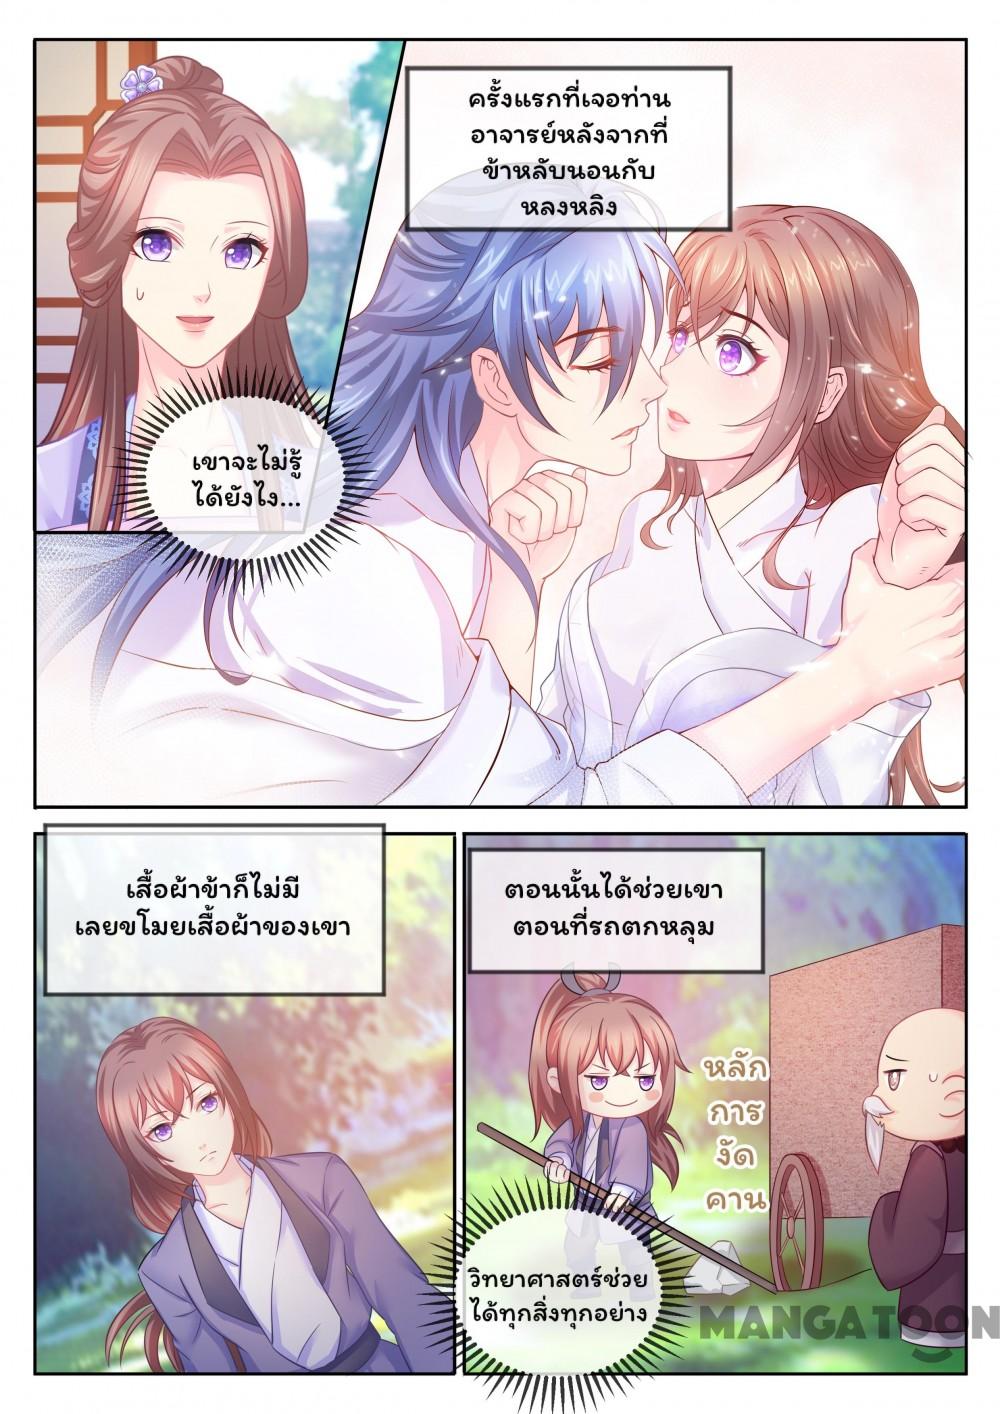 ครั้งแรกที่เจอท่าน
อาจารย์หลังจากที่
ข้าหลับนอนกับ
หลงหลิง
เขาจะไม่รู้
ได้ยังไง...
เสื้อผ้าข้าก็ไม่มี
เลยขโมยเสื้อผ้าของเขา
ตอนนั้นได้ช่วยเขา
ตอนที่รถตกหลุม
หลัก
การ
งัด
คาน
วิทยาศาสตร์ช่วย
ได้ทุกสิ่งทุกอย่าง
MANGATOON